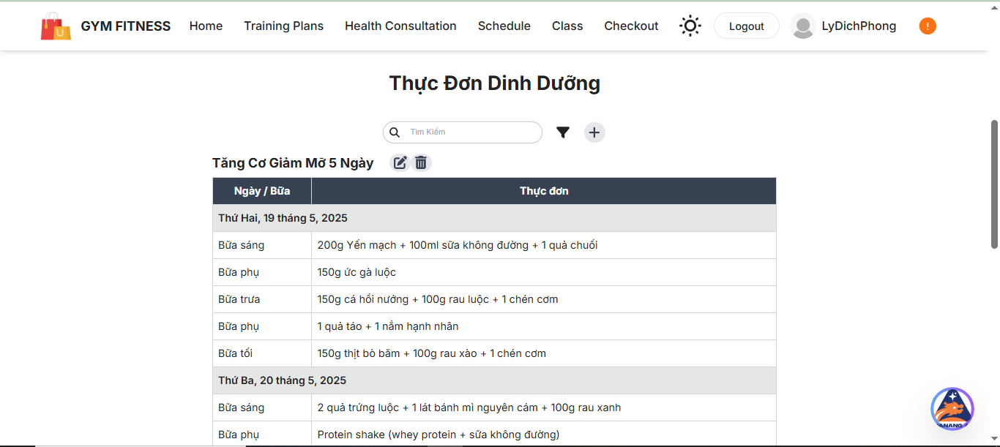 GYM FITNESS Home Training Plans Health Consultation Schedule Class Checkout Logout LyDichPhong !
Thực Đơn Dinh Dưỡng
Tìm Kiếm
Tăng Cơ Giảm Mỡ 5 Ngày
Ngày / Bữa Thực đơn
Thứ Hai, 19 tháng 5, 2025
Bữa sáng 200g Yến mạch + 100ml sữa không đường + 1 quả chuối
Bữa phụ 150g ức gà luộc
Bữa trưa 150g cá hồi nướng + 100g rau luộc + 1 chén cơm
Bữa phụ 1 quả táo + 1 nắm hạnh nhân
Bữa tối 150g thịt bò băm + 100g rau xào + 1 chén cơm
Thứ Ba, 20 tháng 5, 2025
Bữa sáng 2 quả trứng luộc + 1 lát bánh mì nguyên cám + 100g rau xanh
Bữa phụ Protein shake (whey protein + sữa không đường)